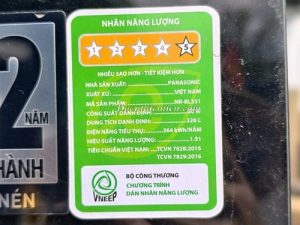 NHÃN NĂNG LƯỢNG
1 2 3 4 5
NHIỀU SAO HƠN - TIẾT KIỆM HƠN
NHÀ SẢN XUẤT: PANASONIC
XUẤT XỨ: VIỆT NAM
MÃ SẢN PHẨM: NR-BL351
CÔNG SUẤT DANH ĐỊNH:
DUNG TÍCH DANH ĐỊNH: 326 L
ĐIỆN NĂNG TIÊU THỤ: 364 kWh/NĂM
HIỆU SUẤT NĂNG LƯỢNG: 1.91
TIÊU CHUẨN VIỆT NAM: TCVN 7828:2016
TCVN 7829:2016
VNEEP
BỘ CÔNG THƯƠNG
CHƯƠNG TRÌNH
DÁN NHÃN NĂNG LƯỢNG
2
NĂM
HÀNH
NÉN